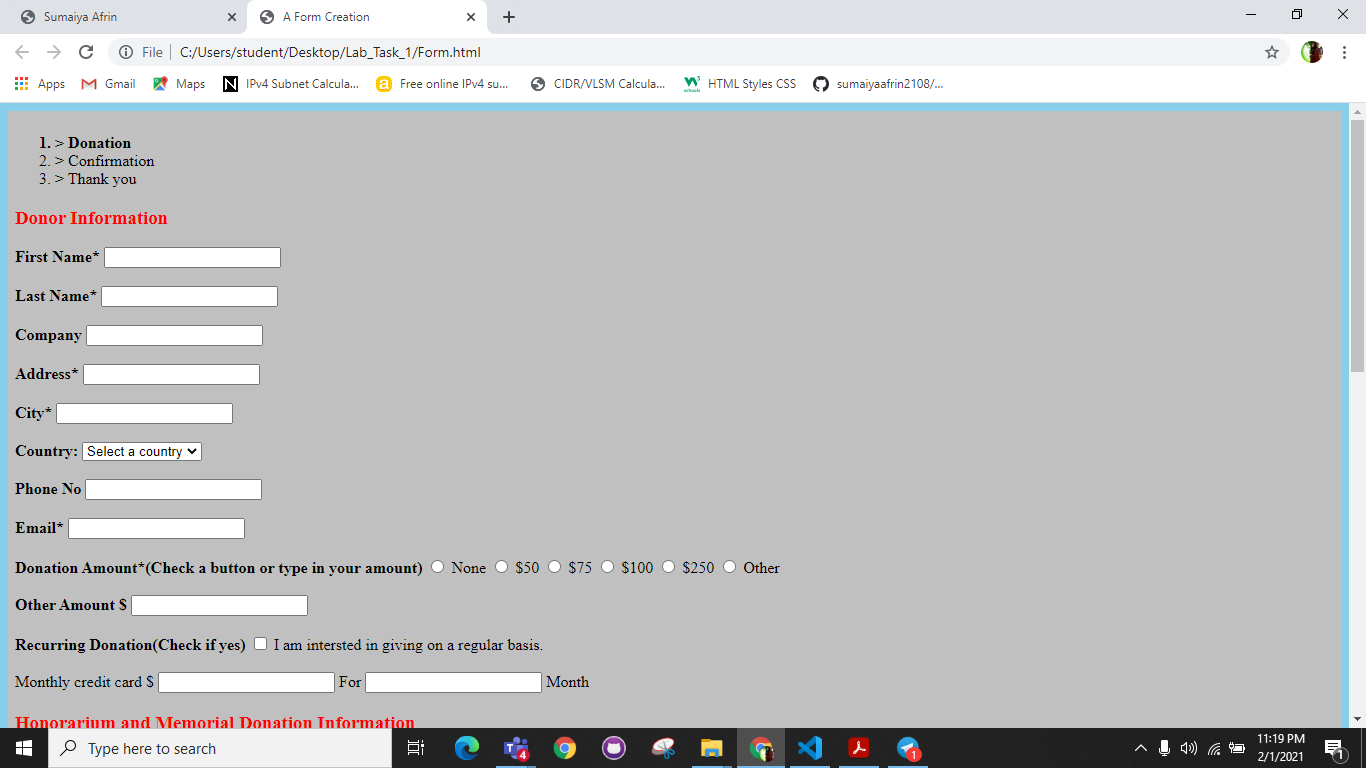 Sumaiya Afrin
A Form Creation
File | C:/Users/student/Desktop/Lab_Task_1/Form.html
Apps Gmail Maps IPv4 Subnet Calcula... Free online IPv4 su... CIDR/VLSM Calcula... HTML Styles CSS sumaiyaafrin2108/...
1. > Donation
2. > Confirmation
3. > Thank you
Donor Information
First Name*
Last Name*
Company
Address*
City*
Country: Select a country
Phone No
Email*
Donation Amount*(Check a button or type in your amount) None $50 $75 $100 $250 Other
Other Amount $
Recurring Donation(Check if yes) I am intersted in giving on a regular basis.
Monthly credit card $ For Month
Honorarium and Memorial Donation Information
Type here to search
4
1
11:19 PM
2/1/2021
1